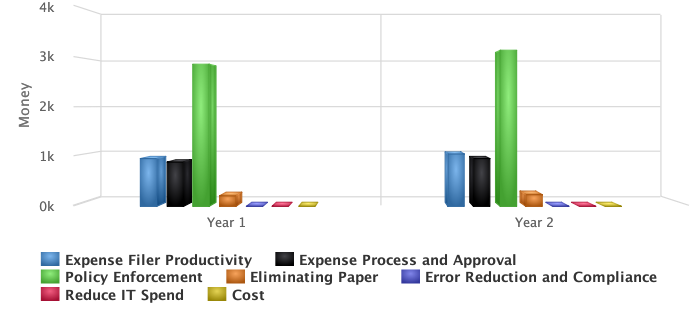 4k
3k
2k
1k
0k
Money
Year 1 Year 2
Expense Filer Productivity Expense Process and Approval
Policy Enforcement Eliminating Paper Error Reduction and Compliance
Reduce IT Spend Cost